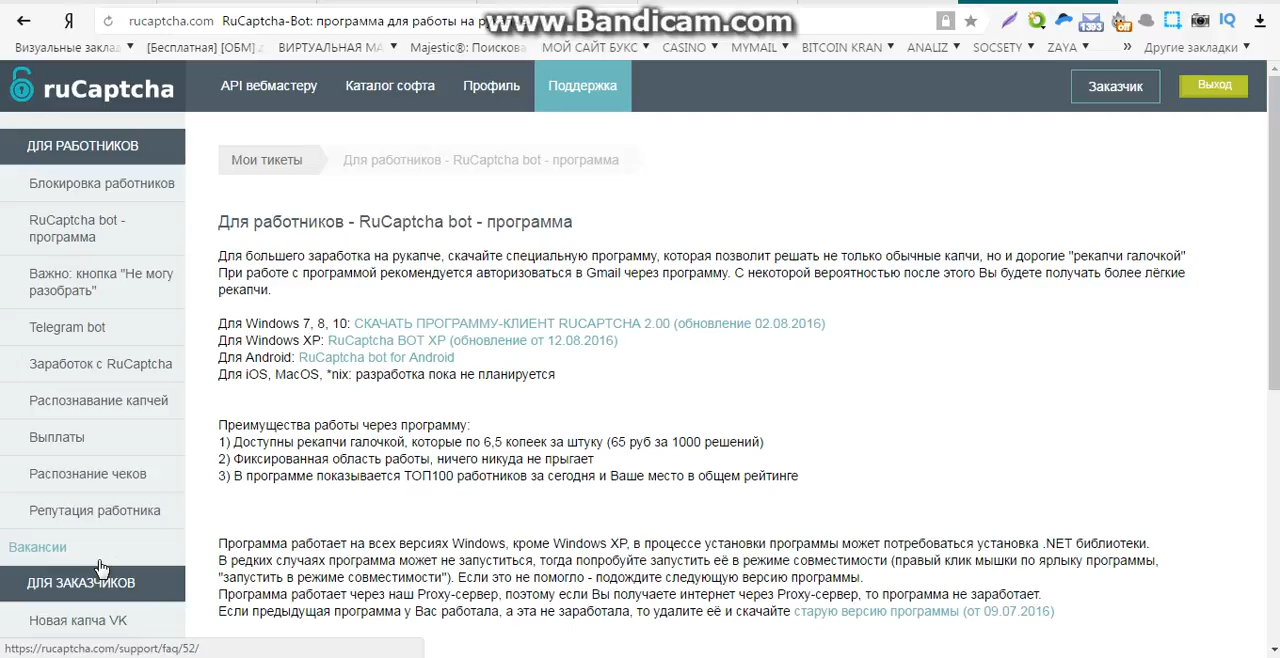 Я
rucaptcha.com RuCaptcha-Bot: программа для работы на р
www.Bandicam.com
1393
off
IQ
Визуальные заклад
[Бесплатная] [ОБМ]
ВИРТУАЛЬНАЯ МА
Majestic®: Поискова
МОЙ САЙТ БУКС
CASINO
MYMAIL
BITCOIN KRAN
ANALIZ
SOCSETY
ZAYA
»
Другие закладки
ruCaptcha
API вебмастеру
Каталог софта
Профиль
Поддержка
Заказчик
Выход
ДЛЯ РАБОТНИКОВ
Блокировка работников
RuCaptcha bot -
программа
Важно: кнопка "Не могу
разобрать"
Telegram bot
Заработок с RuCaptcha
Распознавание капчей
Выплаты
Распознание чеков
Репутация работника
Вакансии
ДЛЯ ЗАКАЗЧИКОВ
Новая капча VK
https://rucaptcha.com/support/faq/52/
Мои тикеты
Для работников - RuCaptcha bot - программа
Для работников - RuCaptcha bot - программа
Для большего заработка на рукапче, скачайте специальную программу, которая позволит решать не только обычные капчи, но и дорогие "рекапчи галочкой"
При работе с программой рекомендуется авторизоваться в Gmail через программу. С некоторой вероятностью после этого Вы будете получать более лёгкие
рекапчи.
Для Windows 7, 8, 10: СКАЧАТЬ ПРОГРАММУ-КЛИЕНТ RUCAPTCHA 2.00 (обновление 02.08.2016)
Для Windows XP: RuCaptcha BOT XP (обновление от 12.08.2016)
Для Android: RuCaptcha bot for Android
Для iOS, MacOS, *nix: разработка пока не планируется
Преимущества работы через программу:
1) Доступны рекапчи галочкой, которые по 6,5 копеек за штуку (65 руб за 1000 решений)
2) Фиксированная область работы, ничего никуда не прыгает
3) В программе показывается ТОП100 работников за сегодня и Ваше место в общем рейтинге
Программа работает на всех версиях Windows, кроме Windows XP, в процессе установки программы может потребоваться установка .NET библиотеки.
В редких случаях программа может не запуститься, тогда попробуйте запустить её в режиме совместимости (правый клик мышки по ярлыку программы,
"запустить в режиме совместимости"). Если это не помогло - подождите следующую версию программы.
Программа работает через наш Proxy-сервер, поэтому если Вы получаете интернет через Proxy-сервер, то программа не заработает.
Если предыдущая программа у Вас работала, а эта не заработала, то удалите её и скачайте старую версию программы (от 09.07.2016)